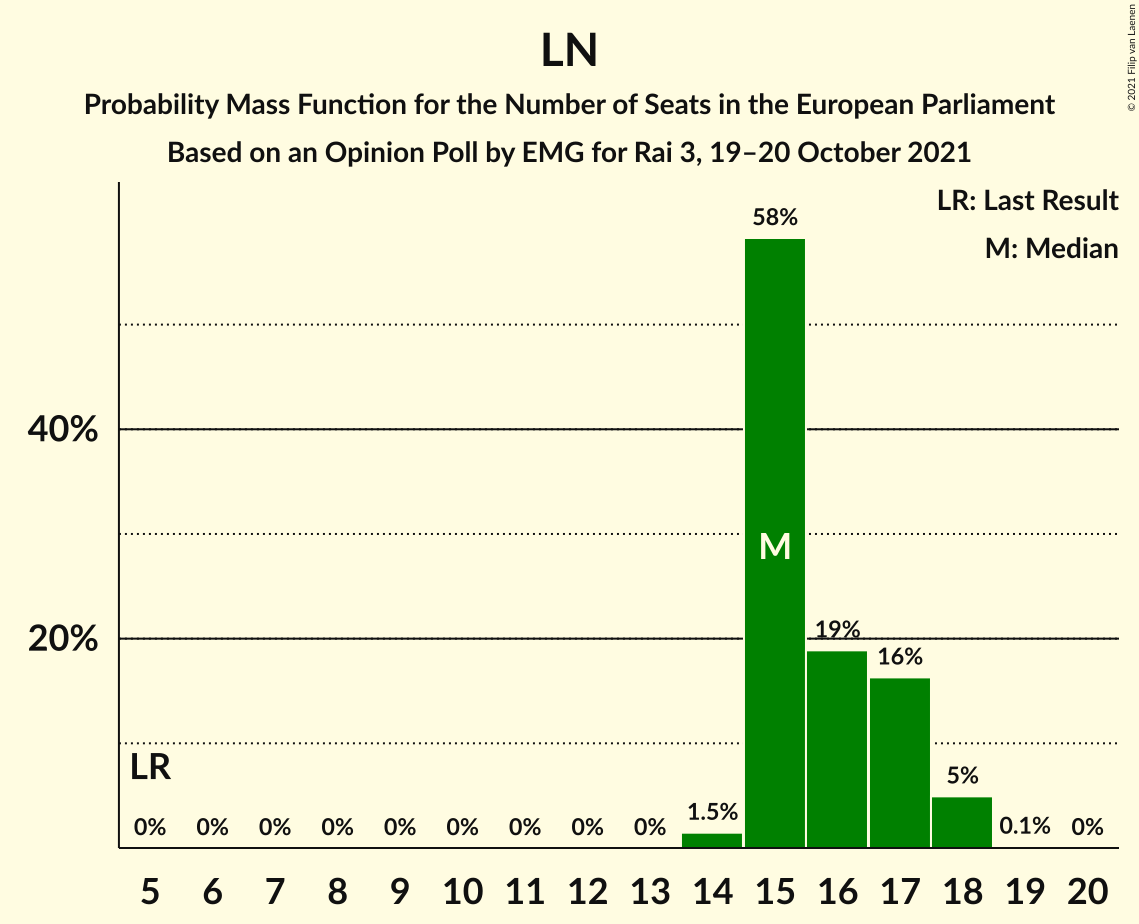 LN
Probability Mass Function for the Number of Seats in the European Parliament
Based on an Opinion Poll by EMG for Rai 3, 19–20 October 2021
© 2021 Filip van Laenen
LR: Last Result
M: Median
58%
40%
M
20%
19%
16%
LR
5%
1.5%
0% 0% 0% 0% 0% 0% 0% 0% 0% 0.1% 0%
5 6 7 8 9 10 11 12 13 14 15 16 17 18 19 20